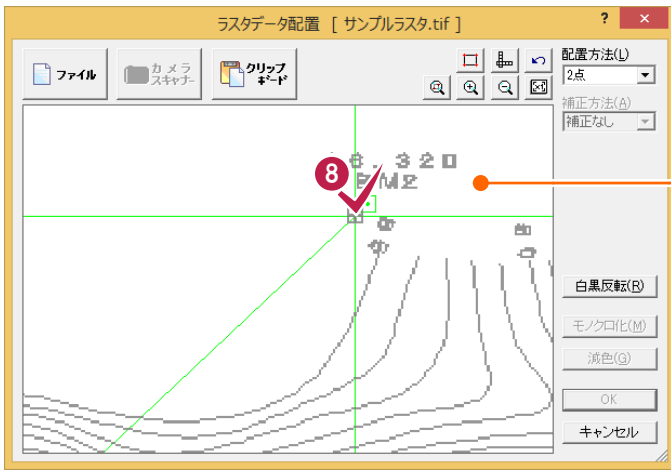 ラスタデータ配置 [ サンプルラスタ.tif ]
? ×
ファイル
カメラ
スキャナー
クリップ
ボード
配置方法(L)
2点
補正方法(A)
補正なし
6.320
8
白黒反転(R)
モノクロ化(M)
減色(G)
OK
キャンセル